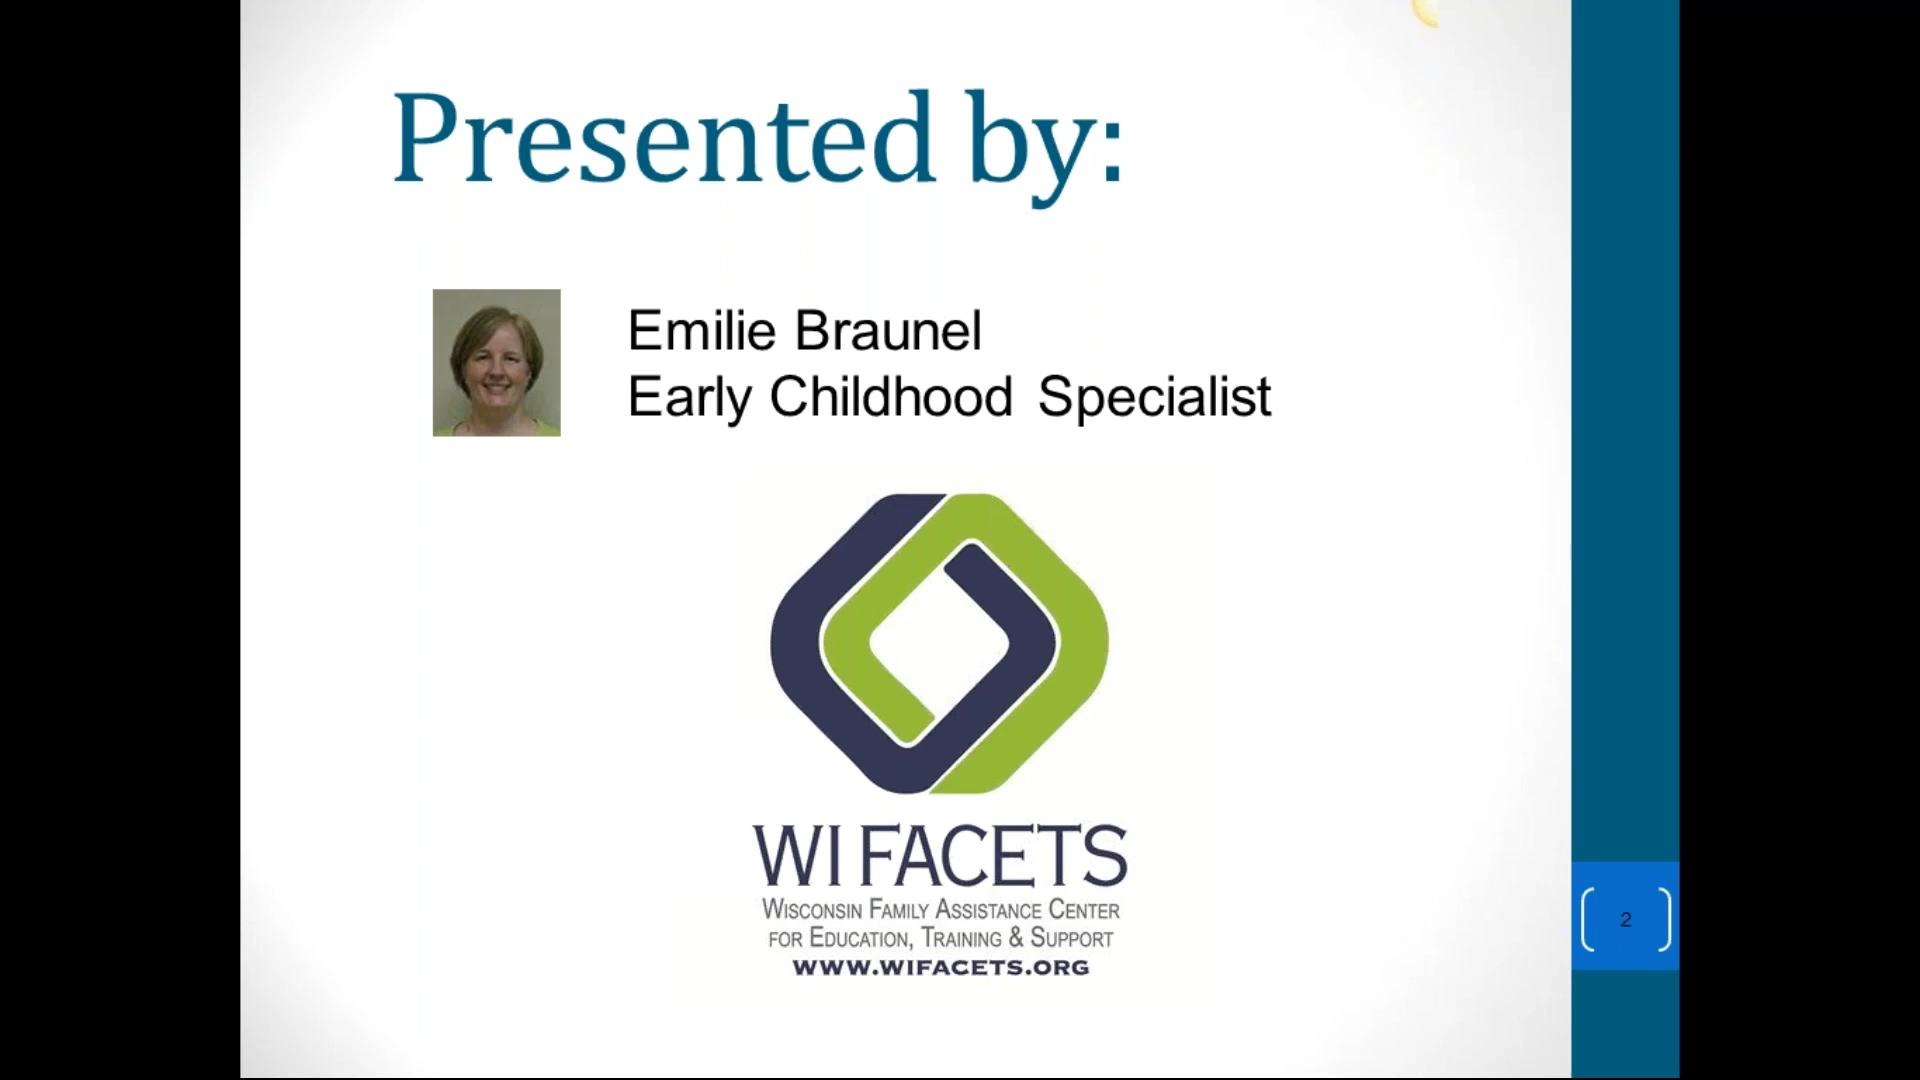 Presented by:
Emilie Braunel
Early Childhood Specialist
WI FACETS
WISCONSIN FAMILY ASSISTANCE CENTER
FOR EDUCATION, TRAINING & SUPPORT
WWW.WIFACETS.ORG
2